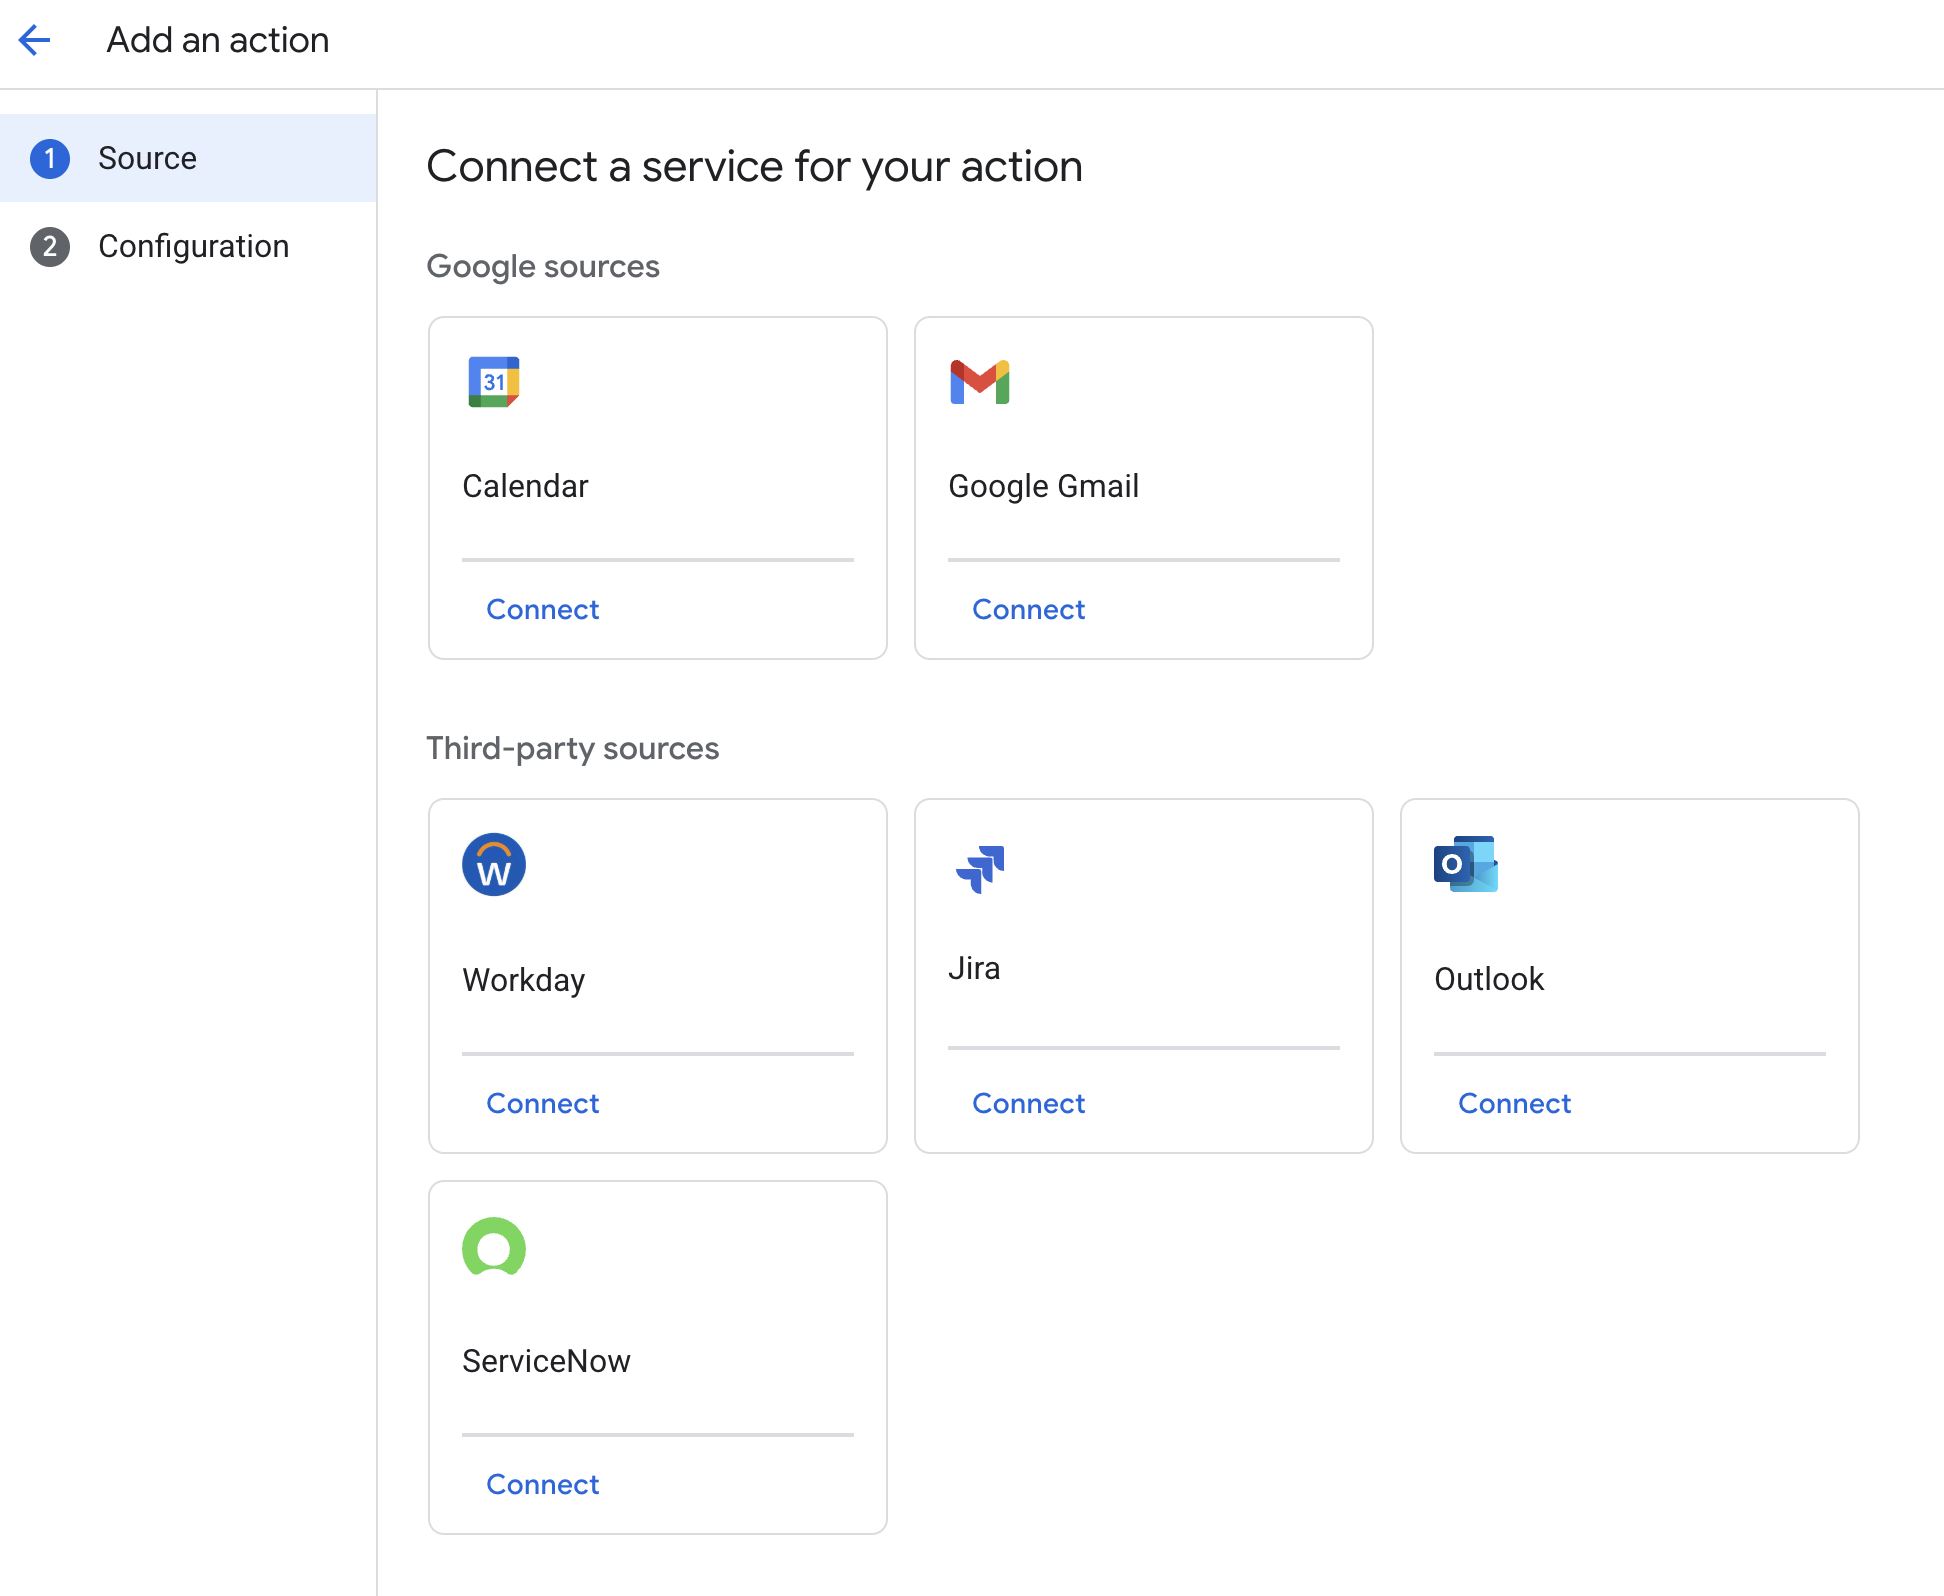 Add an action
1 Source
2 Configuration
Connect a service for your action
Google sources
31
Calendar
Connect
Google Gmail
Connect
Third-party sources
W
Workday
Connect
Jira
Connect
O
Outlook
Connect
ServiceNow
Connect